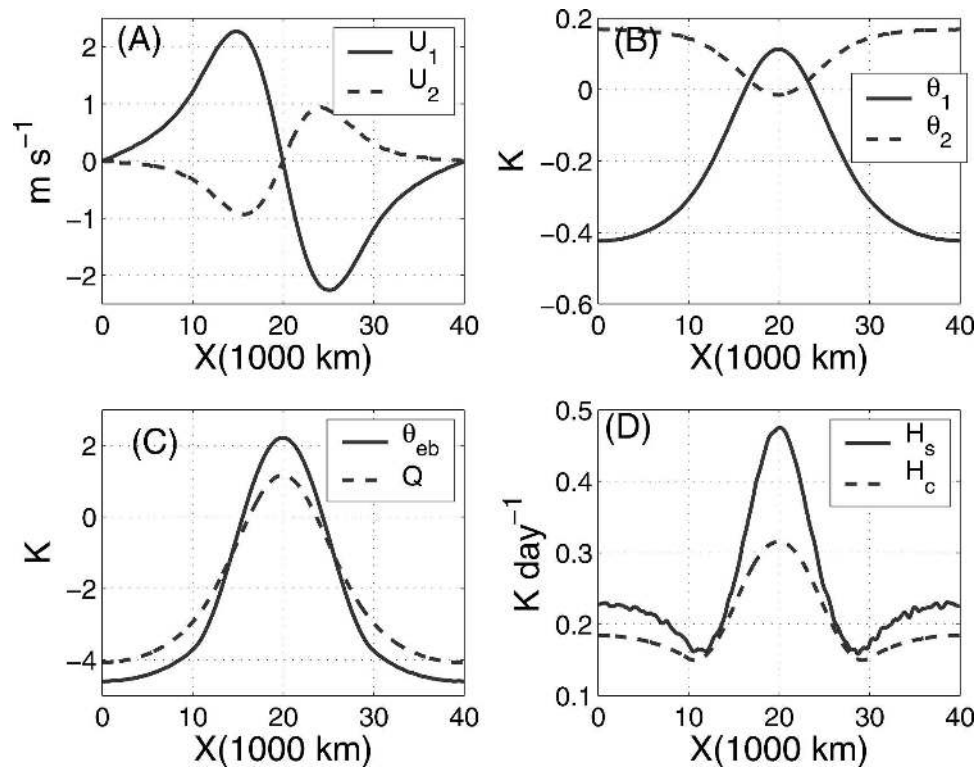 (A)
U₁
U₂
m s⁻¹
2
1
0
−1
−2
0 10 20 30 40
X(1000 km)
(B)
θ₁
θ₂
K
0.2
0
−0.2
−0.4
−0.6
0 10 20 30 40
X(1000 km)
(C)
θeb
Q
K
2
0
−2
−4
0 10 20 30 40
X(1000 km)
(D)
Hs
Hc
K day⁻¹
0.5
0.4
0.3
0.2
0.1
0 10 20 30 40
X(1000 km)